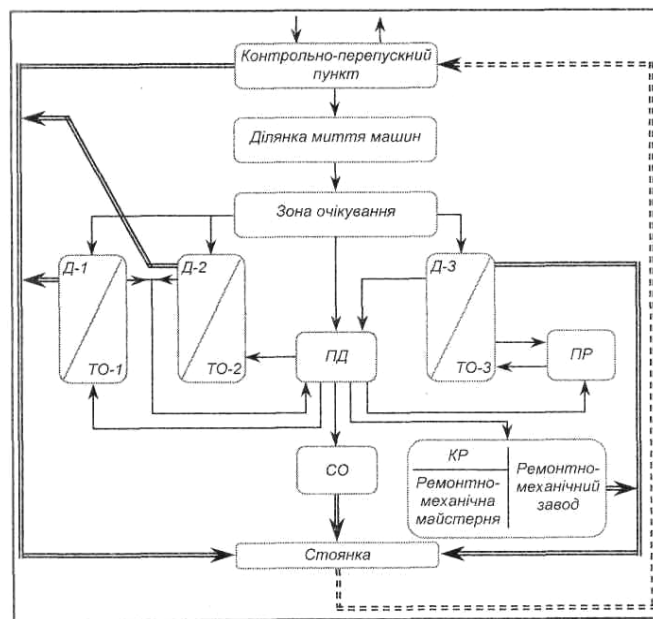 Контрольно-перепускний
пункт
Ділянка миття машин
Зона очікування
Д-1
ТО-1
Д-2
ТО-2
ПД
Д-3
ТО-3
ПР
СО
КР
Ремонтно-
механічна
майстерня
Ремонтно-
механічний
завод
Стоянка